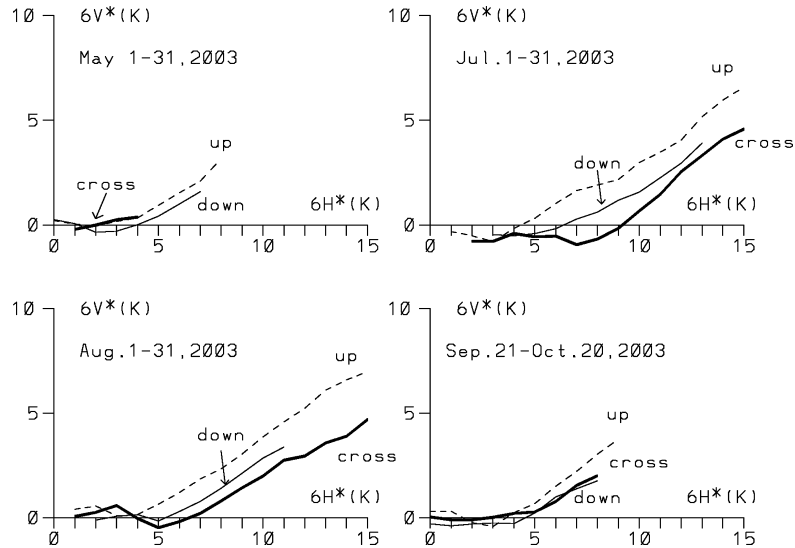 10 6V*(K)
May 1-31,2003
5
up
cross
down
6H*(K)
0
0 5 10 15
10 6V*(K)
Jul.1-31,2003
up
5
down
cross
6H*(K)
0
0 5 10 15
10 6V*(K)
Aug.1-31,2003
up
5
down
cross
6H*(K)
0
0 5 10 15
10 6V*(K)
Sep.21-Oct.20,2003
5
up
cross
down
6H*(K)
0
0 5 10 15